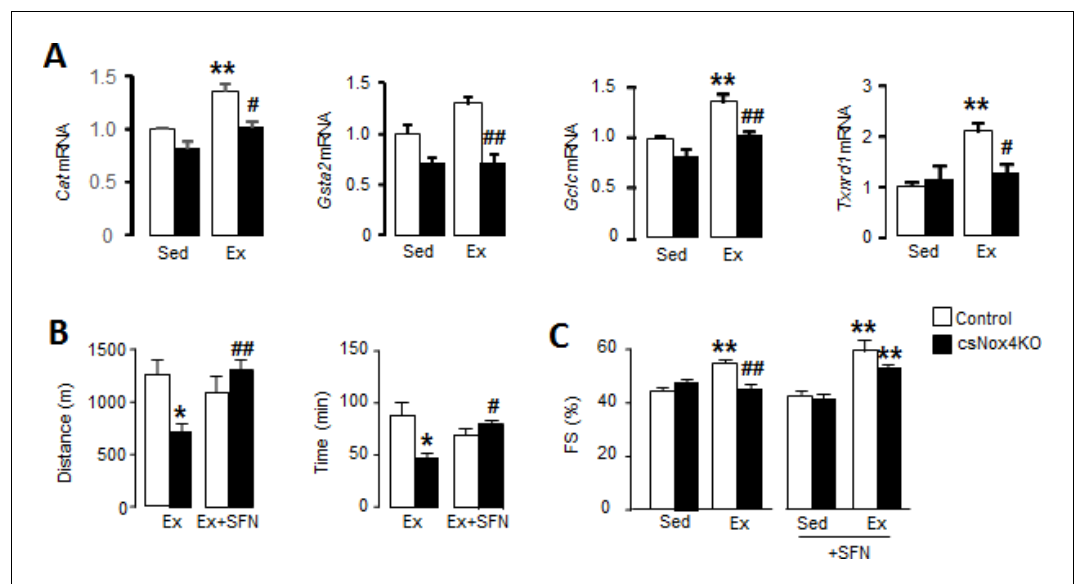 A
Cat mRNA
1.5
1.0
0.5
0
**
#
Sed
Ex
Gsta2 mRNA
1.5
1.0
0.5
0
##
Sed
Ex
Gclc mRNA
1.5
1.0
0.5
0
**
##
Sed
Ex
Txnrd1 mRNA
3
2
1
0
**
#
Sed
Ex
B
Distance (m)
1500
1000
500
0
*
##
Ex
Ex+SFN
Time (min)
150
100
50
0
*
#
Ex
Ex+SFN
C
Control
csNox4KO
FS (%)
60
40
20
0
**
##
**
**
Sed
Ex
Sed
Ex
+SFN